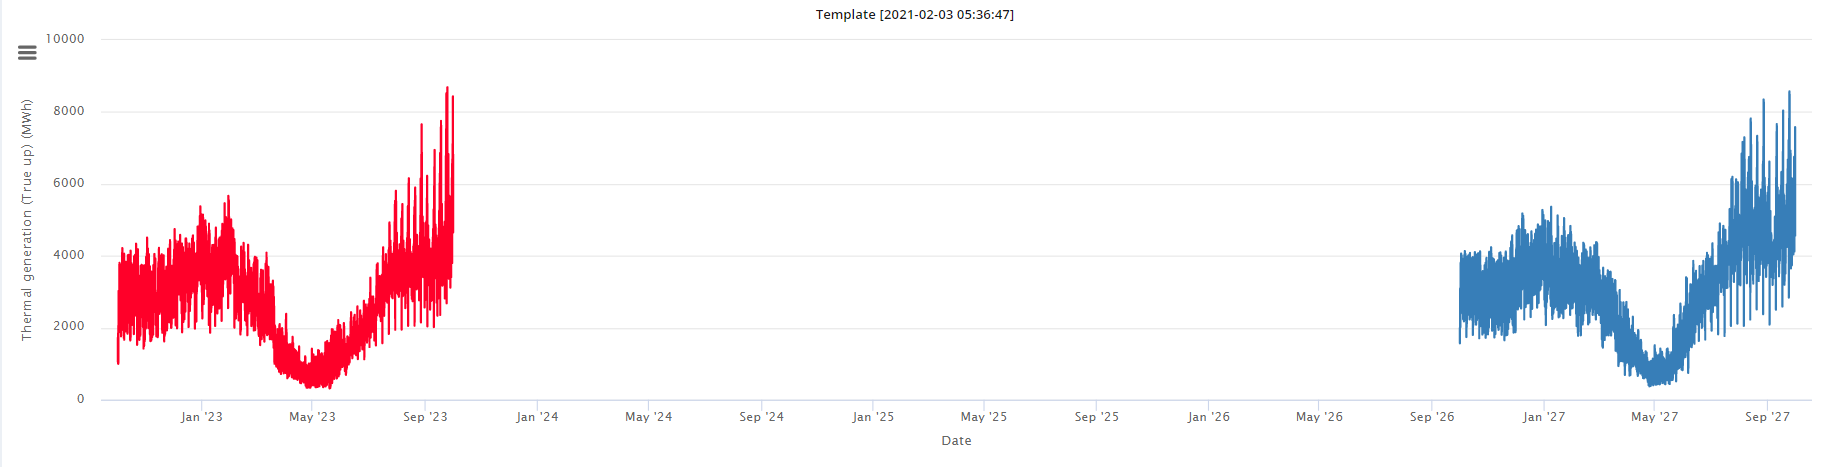 Template [2021-02-03 05:36:47]
Thermal generation (True up) (MWh)
10000
8000
6000
4000
2000
0
Jan '23 May '23 Sep '23 Jan '24 May '24 Sep '24 Jan '25 May '25 Sep '25 Jan '26 May '26 Sep '26 Jan '27 May '27 Sep '27
Date